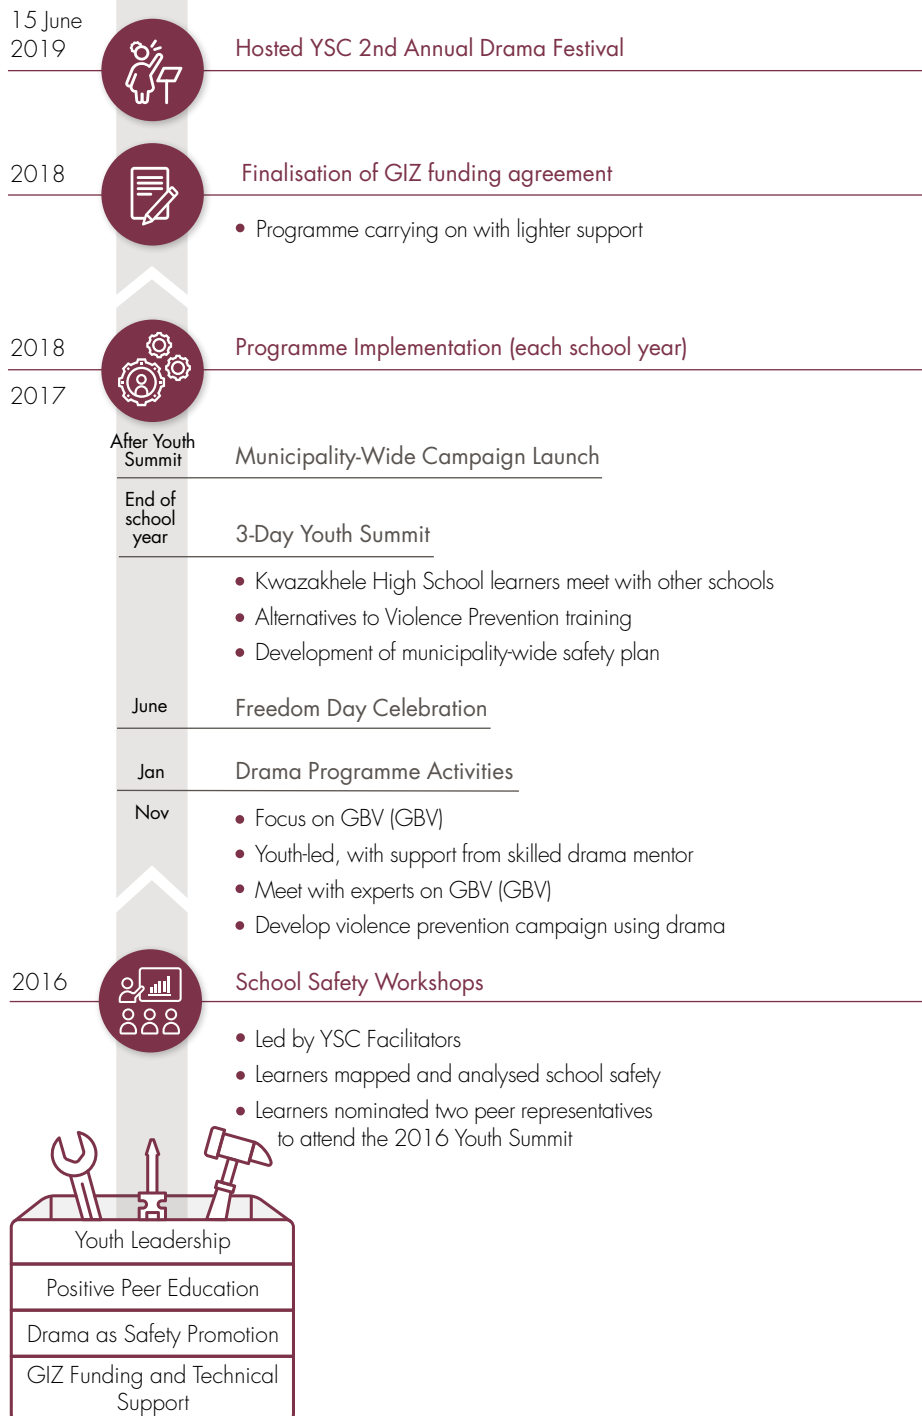 15 June
2019
Hosted YSC 2nd Annual Drama Festival
2018
Finalisation of GIZ funding agreement
• Programme carrying on with lighter support
2018
Programme Implementation (each school year)
2017
After Youth
Summit
Municipality-Wide Campaign Launch
End of
school
year
3-Day Youth Summit
• Kwazakhele High School learners meet with other schools
• Alternatives to Violence Prevention training
• Development of municipality-wide safety plan
June
Freedom Day Celebration
Jan
Drama Programme Activities
Nov
• Focus on GBV (GBV)
• Youth-led, with support from skilled drama mentor
• Meet with experts on GBV (GBV)
• Develop violence prevention campaign using drama
2016
School Safety Workshops
• Led by YSC Facilitators
• Learners mapped and analysed school safety
• Learners nominated two peer representatives
to attend the 2016 Youth Summit
Youth Leadership
Positive Peer Education
Drama as Safety Promotion
GIZ Funding and Technical
Support